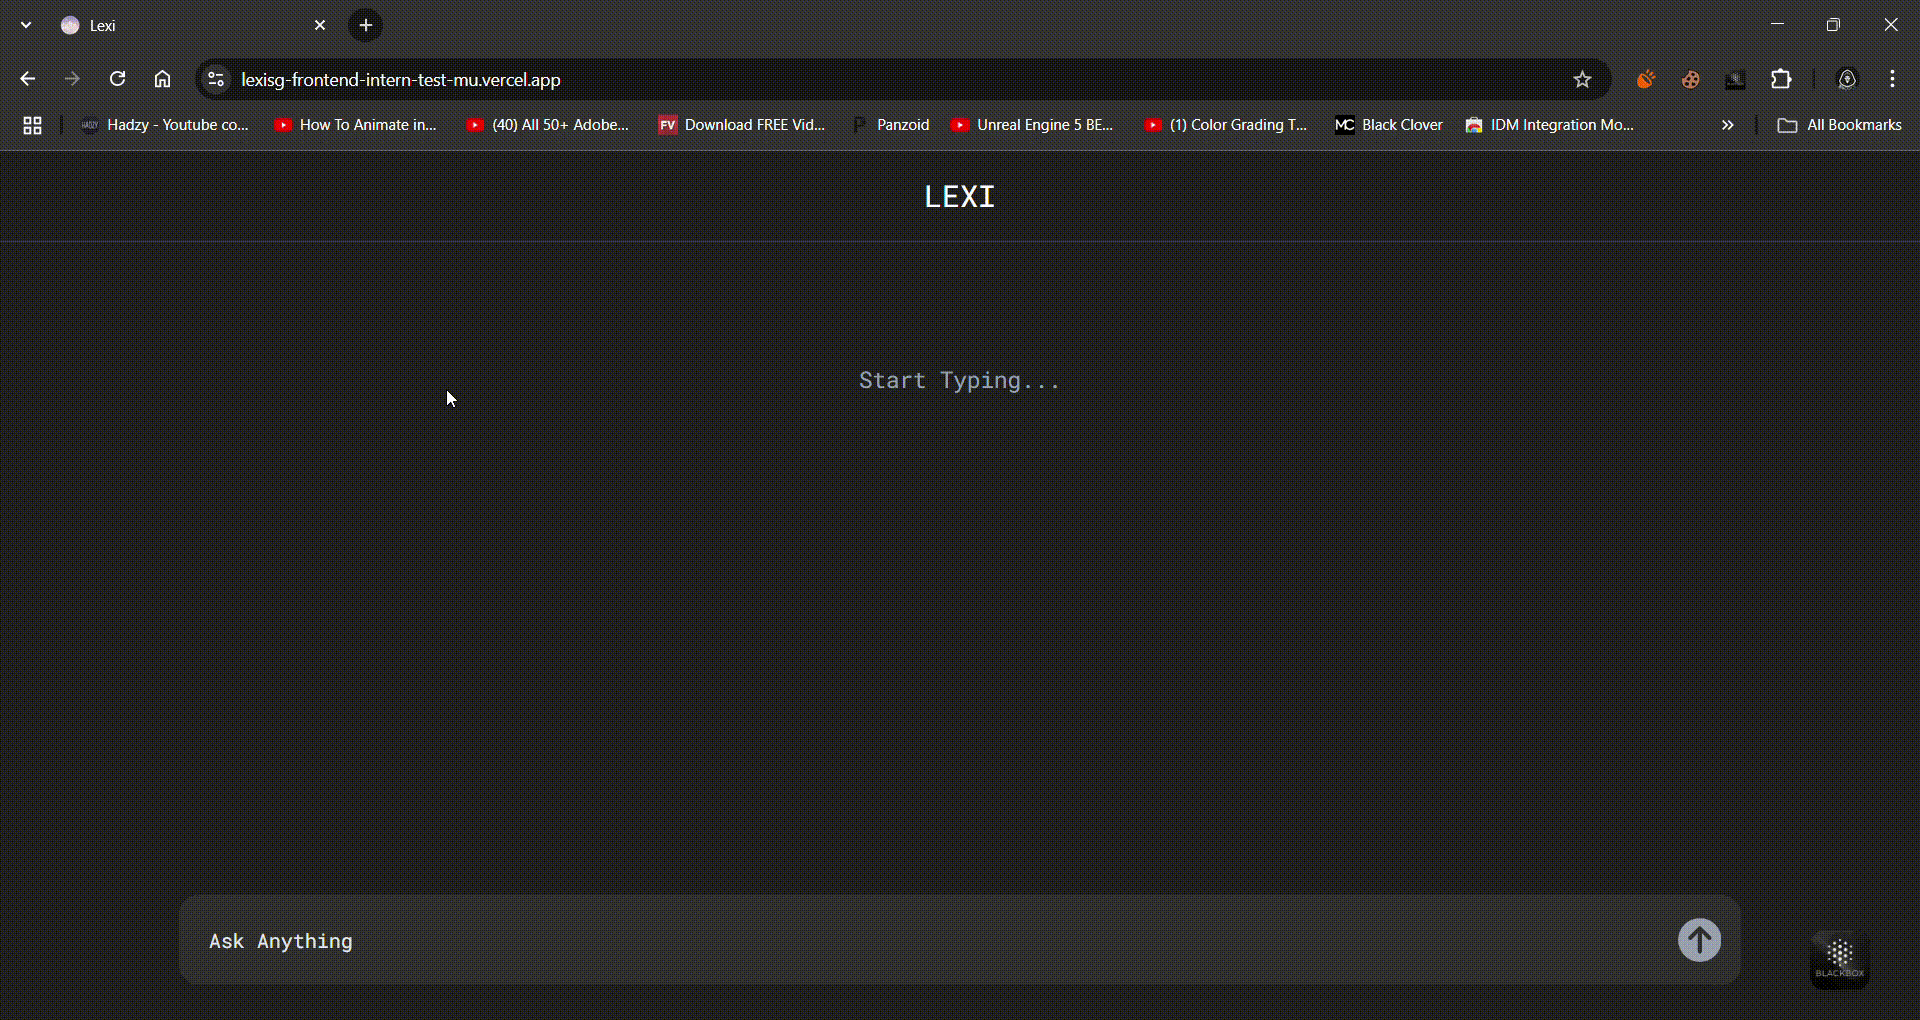 Lexi
lexisg-frontend-intern-test-mu.vercel.app
HADZY Hadzy - Youtube co... How To Animate in... (40) All 50+ Adobe... FV Download FREE Vid... P Panzoid Unreal Engine 5 BE... (1) Color Grading T... MC Black Clover IDM Integration Mo... All Bookmarks
LEXI
Start Typing...
Ask Anything
BLACKBOX